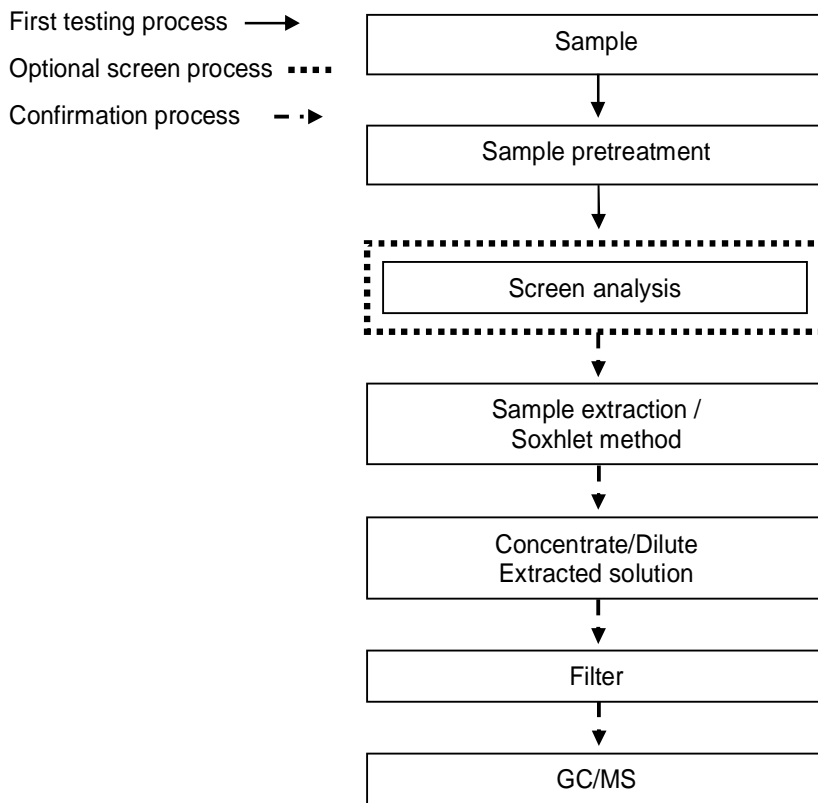 First testing process
Optional screen process
Confirmation process
Sample
Sample pretreatment
Screen analysis
Sample extraction /
Soxhlet method
Concentrate/Dilute
Extracted solution
Filter
GC/MS